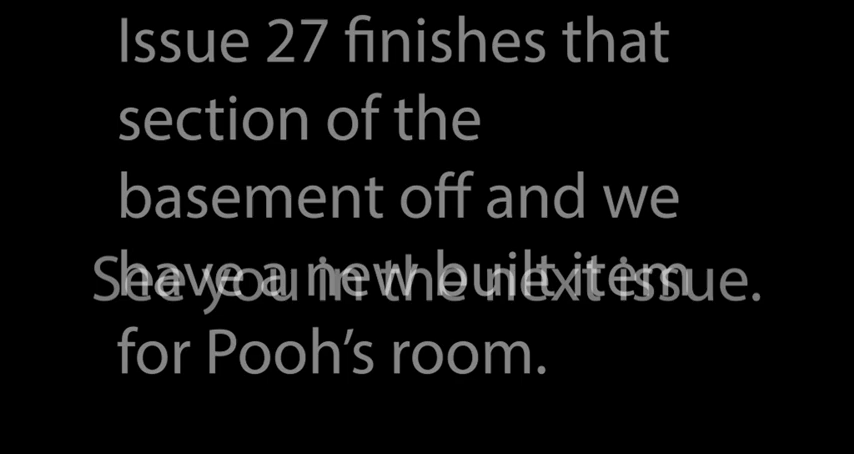 Issue 27 finishes that
section of the
basement off and we
have a new built item
See you in the next issue.
for Pooh's room.